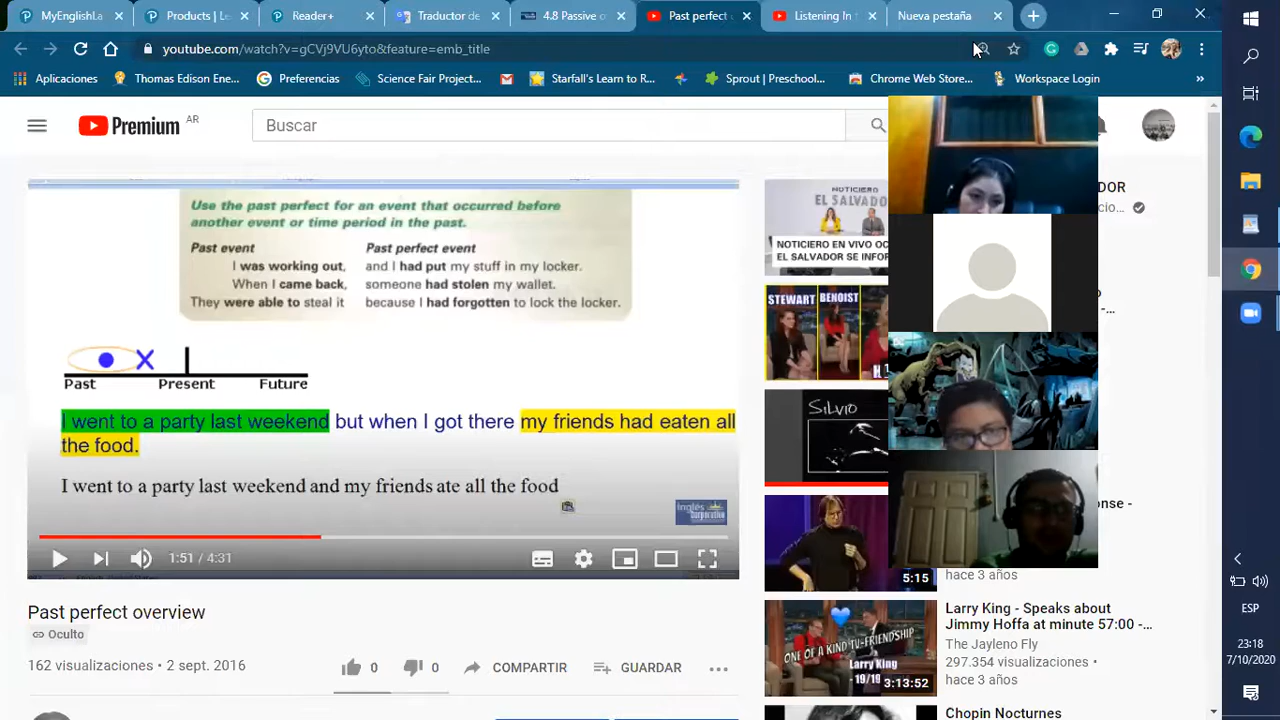 MyEnglishLa
Products | Le
Reader+
Traductor de
4.8 Passive o
Past perfect
Listening In
Nueva pestaña
youtube.com/watch?v=gCVj9VU6yto&feature=emb_title
Aplicaciones
Thomas Edison Ene...
Preferencias
Science Fair Project...
Starfall's Learn to R...
Sprout | Preschool...
Chrome Web Store...
Workspace Login
»
Premium AR
Buscar
Use the past perfect for an event that occurred before
another event or time period in the past.
Past event Past perfect event
I was working out, and I had put my stuff in my locker.
When I came back, someone had stolen my wallet.
They were able to steal it because I had forgotten to lock the locker.
Past Present Future
I went to a party last weekend but when I got there my friends had eaten all
the food.
I went to a party last weekend and my friends ate all the food
Inglés
Corporativo
1:51 / 4:31
Past perfect overview
Oculto
162 visualizaciones • 2 sept. 2016
0
0
COMPARTIR
GUARDAR
NOTICIERO
EL SALVADOR
NOTICIERO EN VIVO OC
EL SALVADOR SE INFOR
DOR
cio...
STEWART
BENOIST
SILVIO
onse -
5:15
hace 3 años
ONE OF A KIND TV-FRIENDSHIP
Larry King
- 19/19
3:13:52
Larry King - Speaks about
Jimmy Hoffa at minute 57:00 -...
The Jayleno Fly
297.354 visualizaciones •
hace 3 años
Chopin Nocturnes
ESP
23:18
7/10/2020